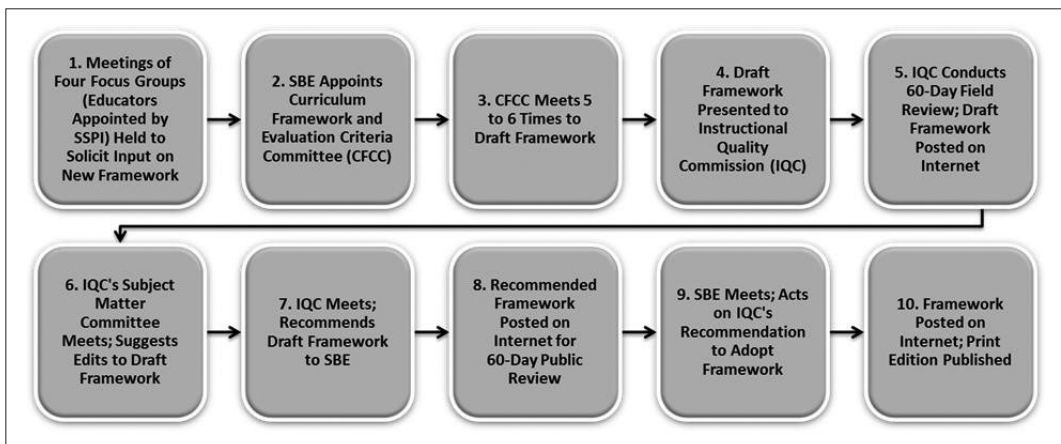 1. Meetings of
Four Focus Groups
(Educators
Appointed by
SSPI) Held to
Solicit Input on
New Framework
2. SBE Appoints
Curriculum
Framework and
Evaluation Criteria
Committee (CFCC)
3. CFCC Meets 5
to 6 Times to
Draft Framework
4. Draft
Framework
Presented to
Instructional
Quality
Commission (IQC)
5. IQC Conducts
60-Day Field
Review; Draft
Framework
Posted on
Internet
6. IQC's Subject
Matter
Committee
Meets; Suggests
Edits to Draft
Framework
7. IQC Meets;
Recommends
Draft Framework
to SBE
8. Recommended
Framework
Posted on
Internet for
60-Day Public
Review
9. SBE Meets; Acts
on IQC's
Recommendation
to Adopt
Framework
10. Framework
Posted on
Internet; Print
Edition Published